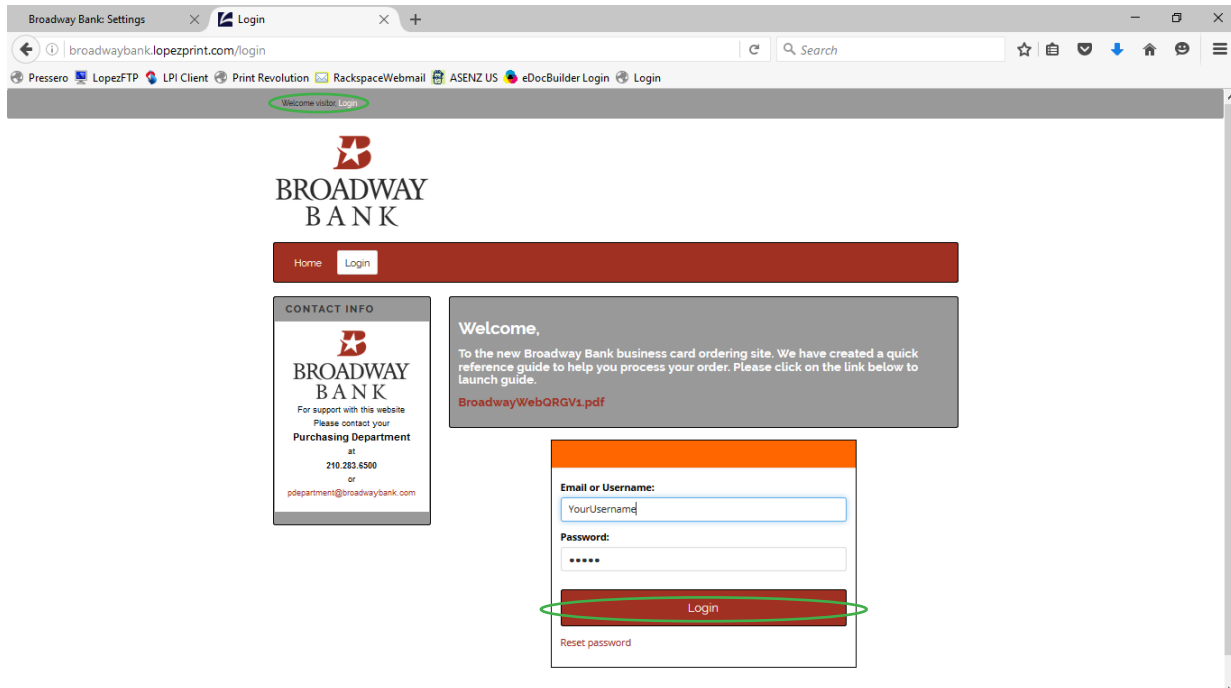 Broadway Bank: Settings
Login
broadwaybank.lopezprint.com/login
Search
Pressero LopezFTP LPI Client Print Revolution RackspaceWebmail ASENZ US eDocBuilder Login Login
Welcome visitor, Login
BROADWAY
BANK
Home Login
CONTACT INFO
BROADWAY
BANK
For support with this website
Please contact your
Purchasing Department
at
210.283.6500
or
pdepartment@broadwaybank.com
Welcome,
To the new Broadway Bank business card ordering site. We have created a quick
reference guide to help you process your order. Please click on the link below to
launch guide.
BroadwayWebQRGV1.pdf
Email or Username:
YourUsername
Password:
•••••
Login
Reset password